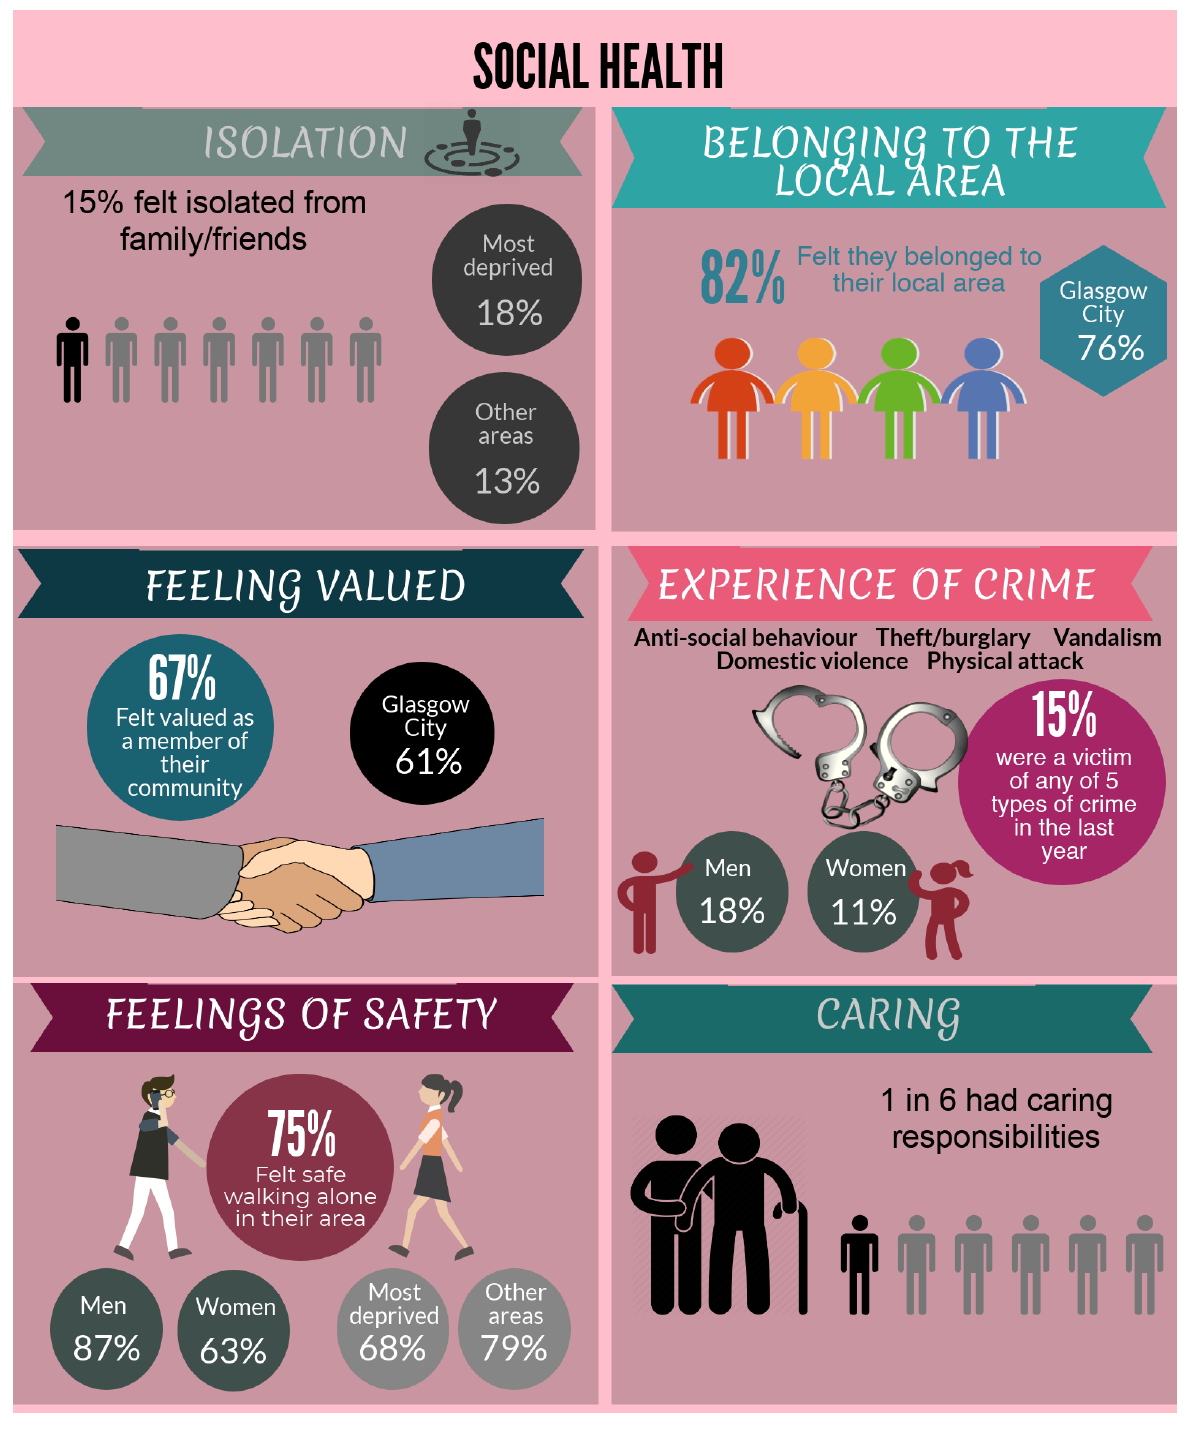 SOCIAL HEALTH
ISOLATION
15% felt isolated from
family/friends
Most
deprived
18%
Other
areas
13%
BELONGING TO THE
LOCAL AREA
82%
Felt they belonged to
their local area
Glasgow
City
76%
FEELING VALUED
67%
Felt valued as
a member of
their
community
Glasgow
City
61%
EXPERIENCE OF CRIME
Anti-social behaviour Theft/burglary Vandalism
Domestic violence Physical attack
15%
were a victim
of any of 5
types of crime
in the last
year
Men
18%
Women
11%
FEELINGS OF SAFETY
75%
Felt safe
walking alone
in their area
Men
87%
Women
63%
Most
deprived
68%
Other
areas
79%
CARING
1 in 6 had caring
responsibilities